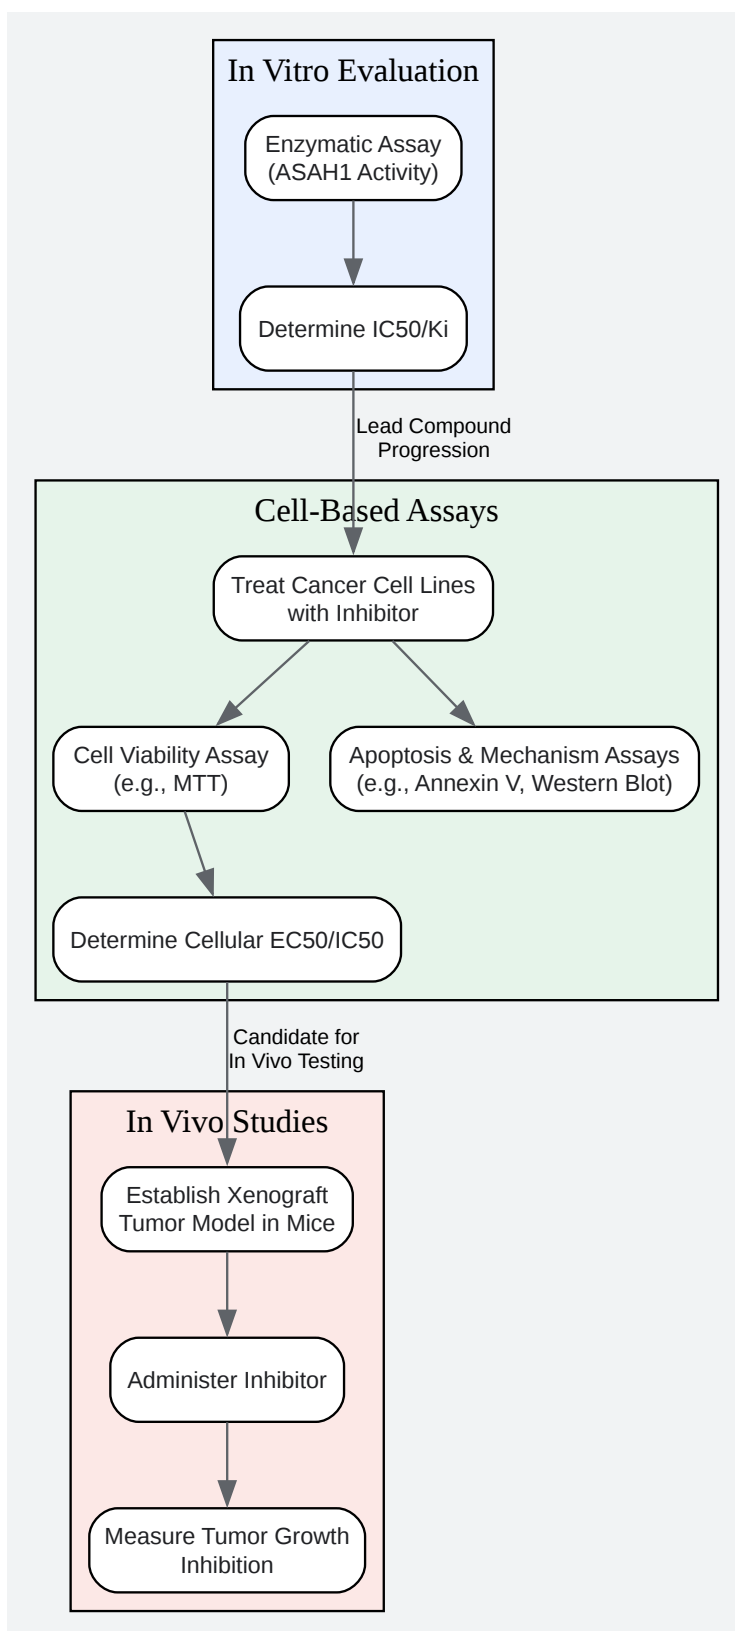 In Vitro Evaluation
Enzymatic Assay
(ASAH1 Activity)
Determine IC50/Ki
Lead Compound
Progression
Cell-Based Assays
Treat Cancer Cell Lines
with Inhibitor
Cell Viability Assay
(e.g., MTT)
Apoptosis & Mechanism Assays
(e.g., Annexin V, Western Blot)
Determine Cellular EC50/IC50
Candidate for
In Vivo Testing
In Vivo Studies
Establish Xenograft
Tumor Model in Mice
Administer Inhibitor
Measure Tumor Growth
Inhibition